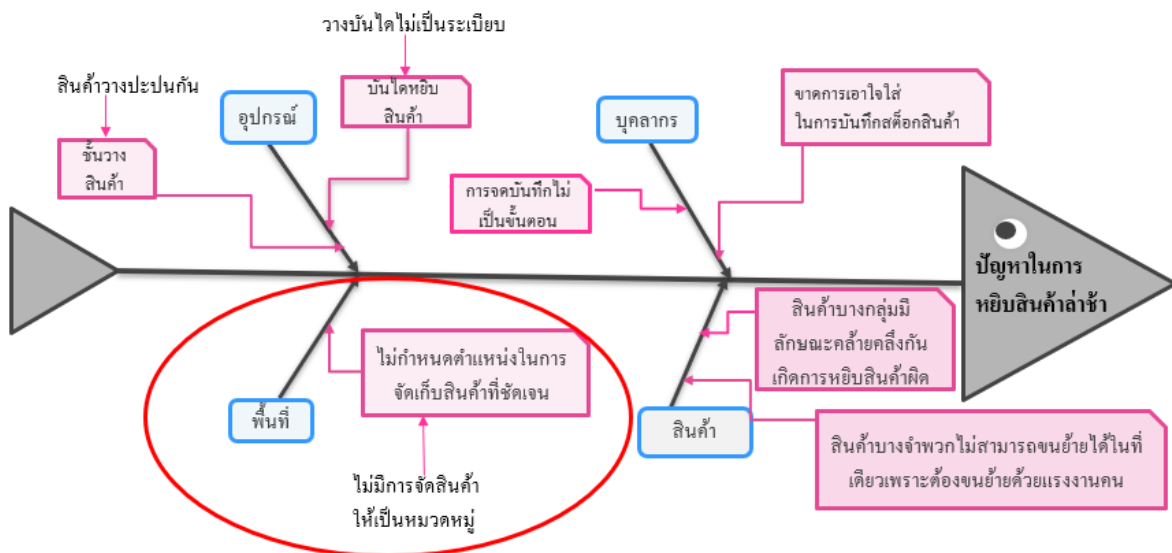 วางบันไดไม่เป็นระเบียบ
สินค้าวางปะปนกัน
บันไดหยิบ
สินค้า
อุปกรณ์
บุคลากร
ขาดการเอาใจใส่
ในการบันทึกสต็อกสินค้า
ชั้นวาง
สินค้า
การจดบันทึกไม่
เป็นขั้นตอน
ปัญหาในการ
หยิบสินค้าล่าช้า
สินค้าบางกลุ่มมี
ลักษณะคล้ายคลึงกัน
เกิดการหยิบสินค้าผิด
ไม่กำหนดตำแหน่งในการ
จัดเก็บสินค้าที่ชัดเจน
พื้นที่
สินค้า
สินค้าบางจำพวกไม่สามารถขนย้ายได้ในที่
เดียวเพราะต้องขนย้ายด้วยแรงงานคน
ไม่มีการจัดสินค้า
ให้เป็นหมวดหมู่